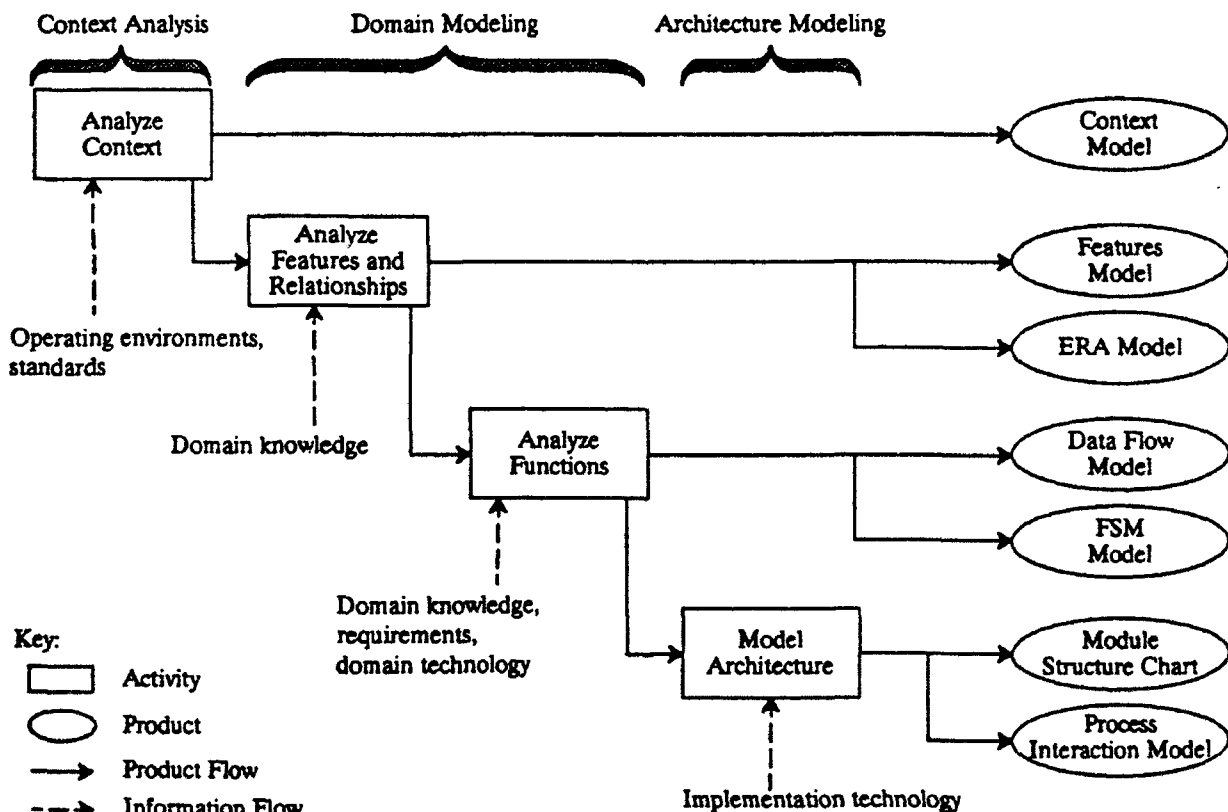 Context Analysis
Domain Modeling
Architecture Modeling
Analyze
Context
Context
Model
Analyze
Features and
Relationships
Features
Model
Operating environments,
standards
ERA Model
Domain knowledge
Analyze
Functions
Data Flow
Model
FSM
Model
Domain knowledge,
requirements,
domain technology
Model
Architecture
Module
Structure Chart
Process
Interaction Model
Implementation technology
Key:
Activity
Product
Product Flow
Information Flow